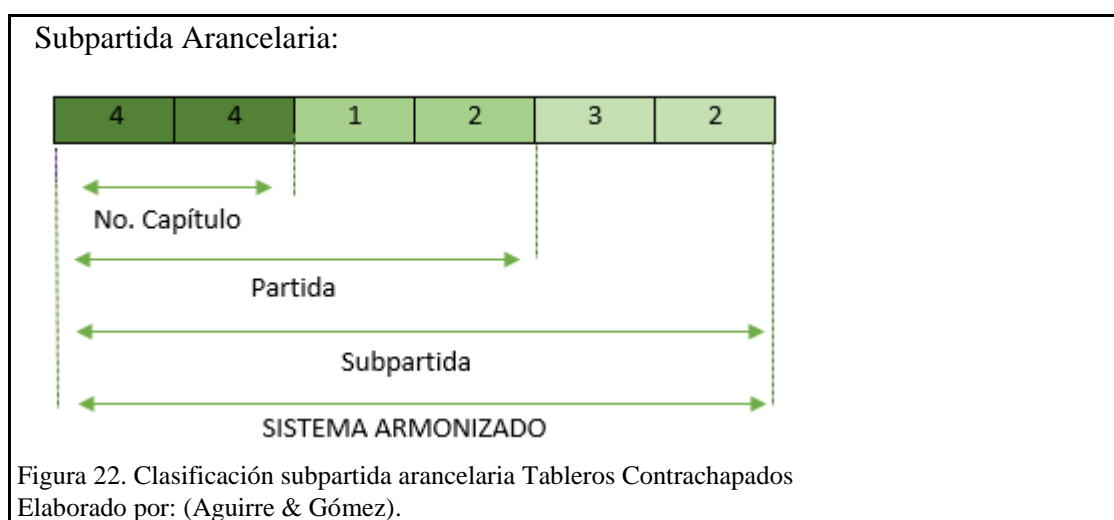 Subpartida Arancelaria:
4 4 1 2 3 2
No. Capítulo
Partida
Subpartida
SISTEMA ARMONIZADO
Figura 22. Clasificación subpartida arancelaria Tableros Contrachapados
Elaborado por: (Aguirre & Gómez).